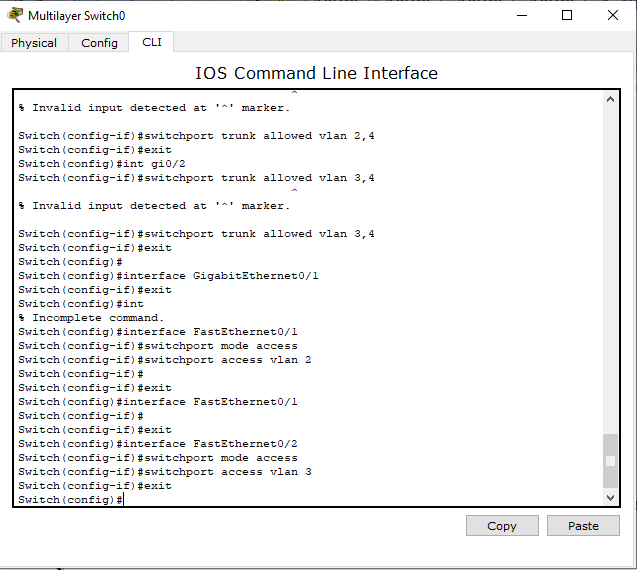 Multilayer Switch0
Physical Config CLI
IOS Command Line Interface
^
% Invalid input detected at '^' marker.
Switch(config-if)#switchport trunk allowed vlan 2,4
Switch(config-if)#exit
Switch(config)#int gi0/2
Switch(config-if)#switchport trunk alloved vlan 3,4
^
% Invalid input detected at '^' marker.
Switch(config-if)#switchport trunk allowed vlan 3,4
Switch(config-if)#exit
Switch(config)#
Switch(config)#interface GigabitEthernet0/1
Switch(config-if)#exit
Switch(config)#int
% Incomplete command.
Switch(config)#interface FastEthernet0/1
Switch(config-if)#switchport mode access
Switch(config-if)#switchport access vlan 2
Switch(config-if)#
Switch(config-if)#exit
Switch(config)#interface FastEthernet0/1
Switch(config-if)#
Switch(config-if)#exit
Switch(config)#interface FastEthernet0/2
Switch(config-if)#switchport mode access
Switch(config-if)#switchport access vlan 3
Switch(config-if)#exit
Switch(config)#
Copy Paste